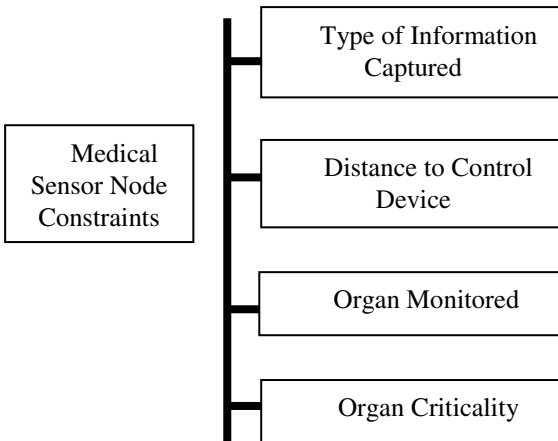 Type of Information
Captured
Medical
Sensor Node
Constraints
Distance to Control
Device
Organ Monitored
Organ Criticality